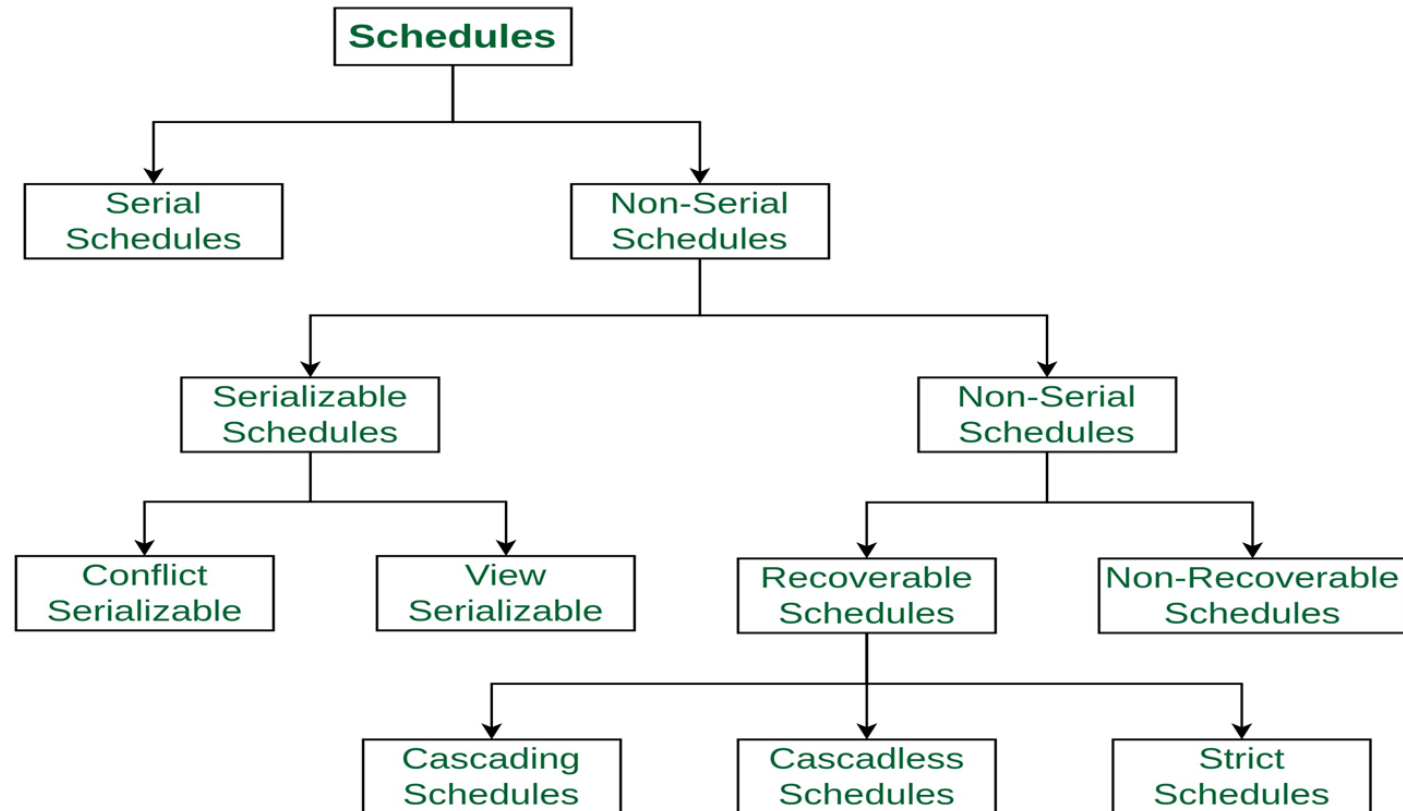 Schedules
Serial
Schedules
Non-Serial
Schedules
Serializable
Schedules
Non-Serial
Schedules
Conflict
Serializable
View
Serializable
Recoverable
Schedules
Non-Recoverable
Schedules
Cascading
Schedules
Cascadless
Schedules
Strict
Schedules